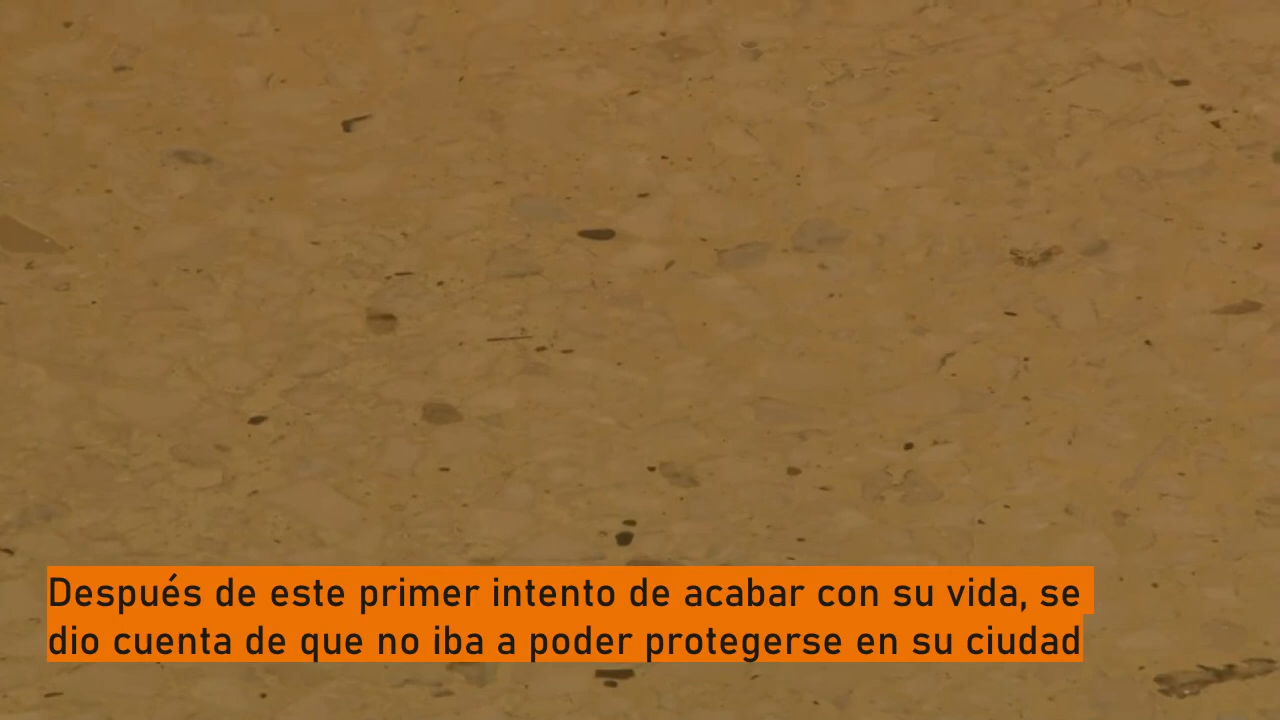 Después de este primer intento de acabar con su vida, se
dio cuenta de que no iba a poder protegerse en su ciudad